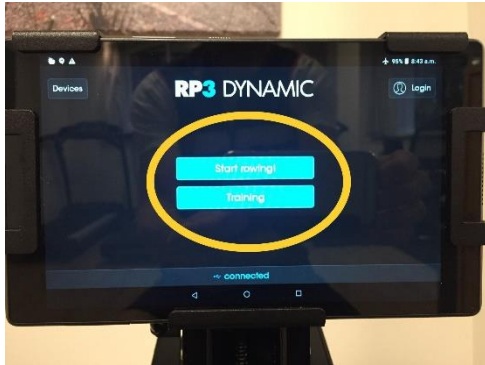 95% 8:43 a.m.
Devices
RP3 DYNAMIC
Login
Start rowing!
Training
connected